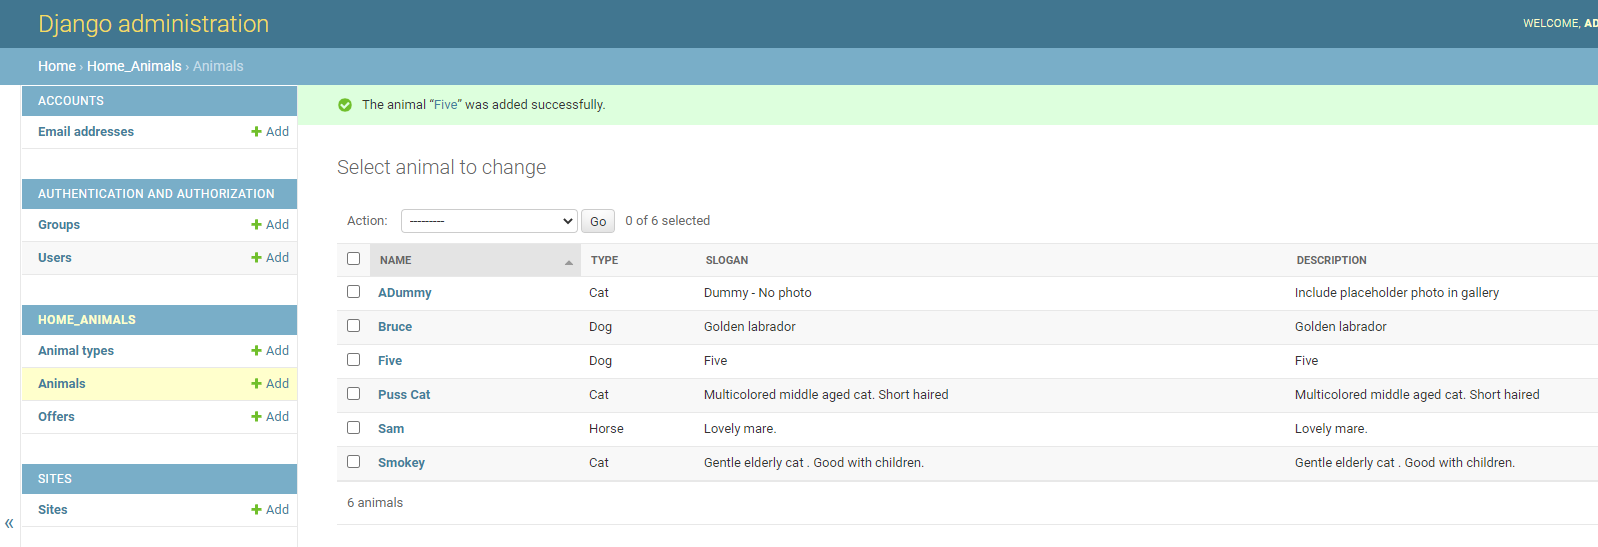 Django administration
WELCOME, AD
Home › Home_Animals › Animals
ACCOUNTS
Email addresses + Add
AUTHENTICATION AND AUTHORIZATION
Groups + Add
Users + Add
HOME_ANIMALS
Animal types + Add
Animals + Add
Offers + Add
SITES
Sites + Add
«
The animal “Five” was added successfully.
Select animal to change
Action: --------- Go 0 of 6 selected
NAME TYPE SLOGAN DESCRIPTION
ADummy Cat Dummy - No photo Include placeholder photo in gallery
Bruce Dog Golden labrador Golden labrador
Five Dog Five Five
Puss Cat Cat Multicolored middle aged cat. Short haired Multicolored middle aged cat. Short haired
Sam Horse Lovely mare. Lovely mare.
Smokey Cat Gentle elderly cat . Good with children. Gentle elderly cat . Good with children.
6 animals